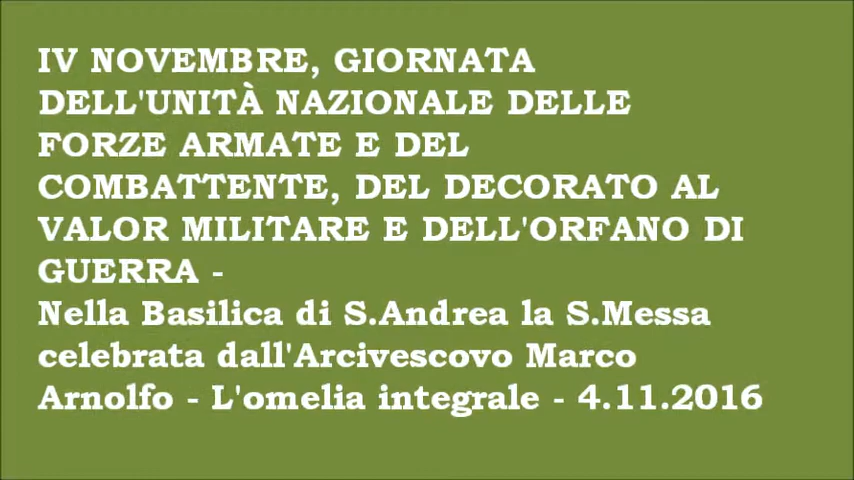 IV NOVEMBRE, GIORNATA
DELL'UNITÀ NAZIONALE DELLE
FORZE ARMATE E DEL
COMBATTENTE, DEL DECORATO AL
VALOR MILITARE E DELL'ORFANO DI
GUERRA -
Nella Basilica di S.Andrea la S.Messa
celebrata dall'Arcivescovo Marco
Arnolfo - L'omelia integrale - 4.11.2016